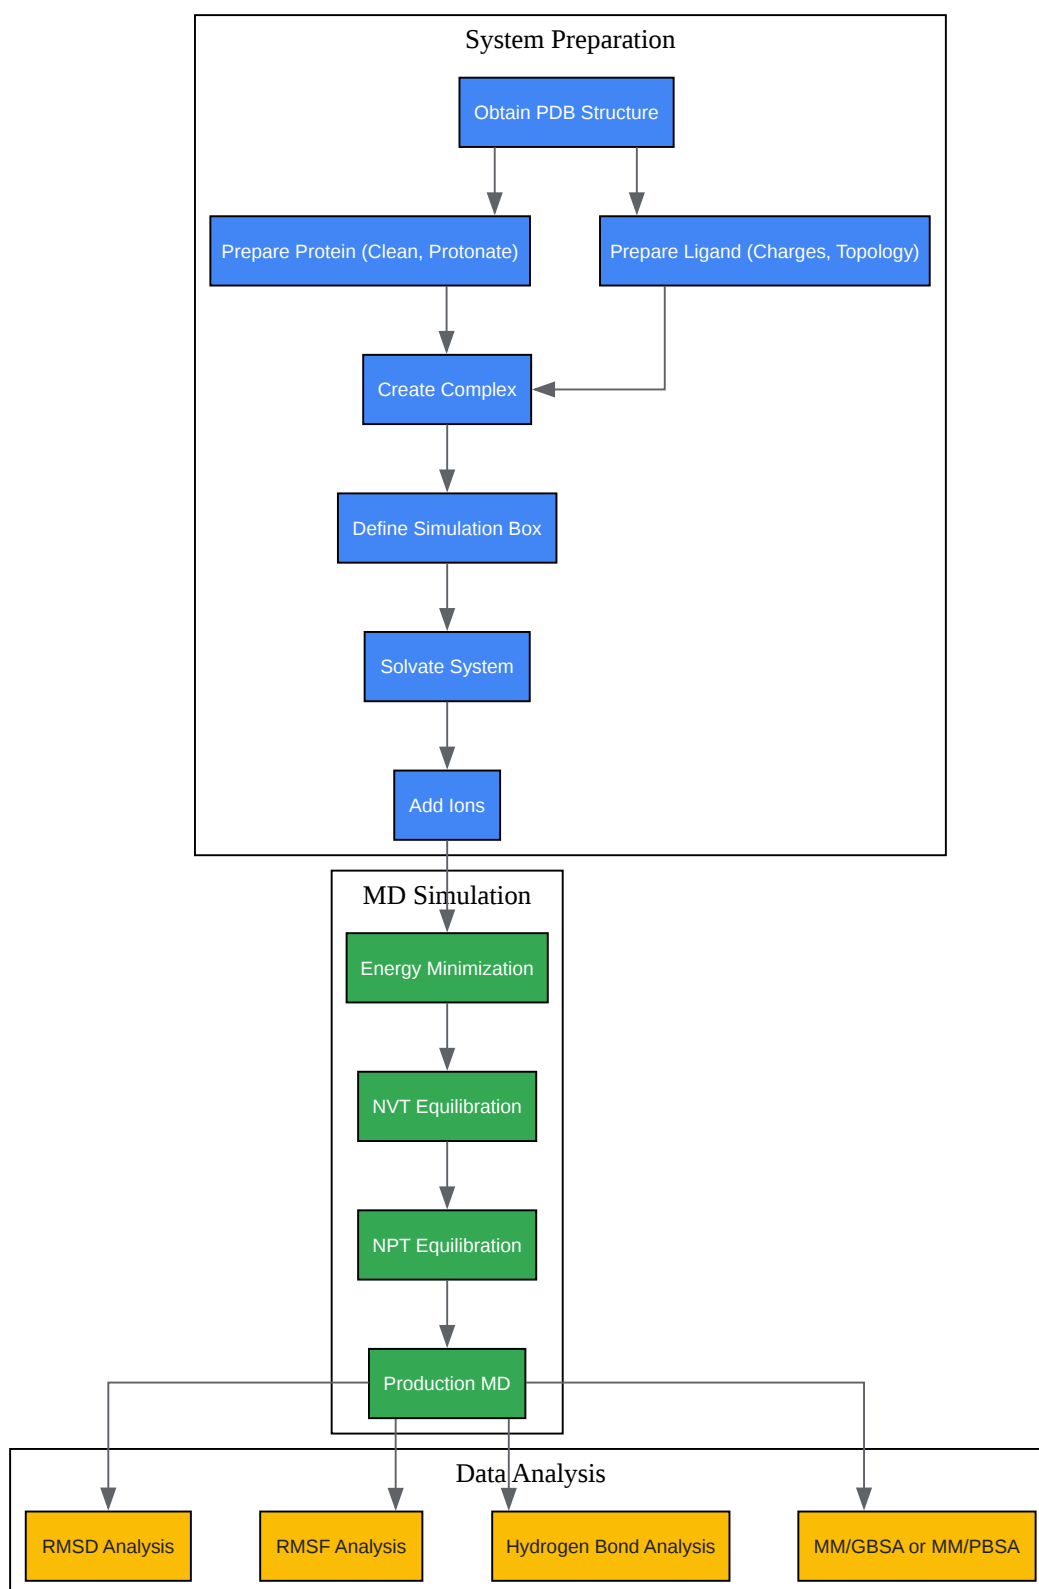 System Preparation
Obtain PDB Structure
Prepare Protein (Clean, Protonate)
Prepare Ligand (Charges, Topology)
Create Complex
Define Simulation Box
Solvate System
Add Ions
MD Simulation
Energy Minimization
NVT Equilibration
NPT Equilibration
Production MD
Data Analysis
RMSD Analysis
RMSF Analysis
Hydrogen Bond Analysis
MM/GBSA or MM/PBSA